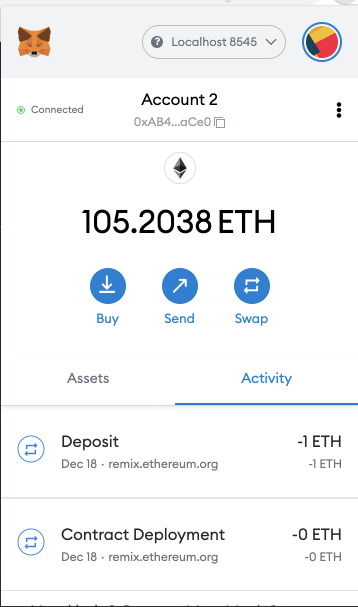 Localhost 8545
Connected
Account 2
0xAB4...aCe0
105.2038 ETH
Buy
Send
Swap
Assets
Activity
Deposit
-1 ETH
Dec 18 · remix.ethereum.org
-1 ETH
Contract Deployment
-0 ETH
Dec 18 · remix.ethereum.org
-0 ETH